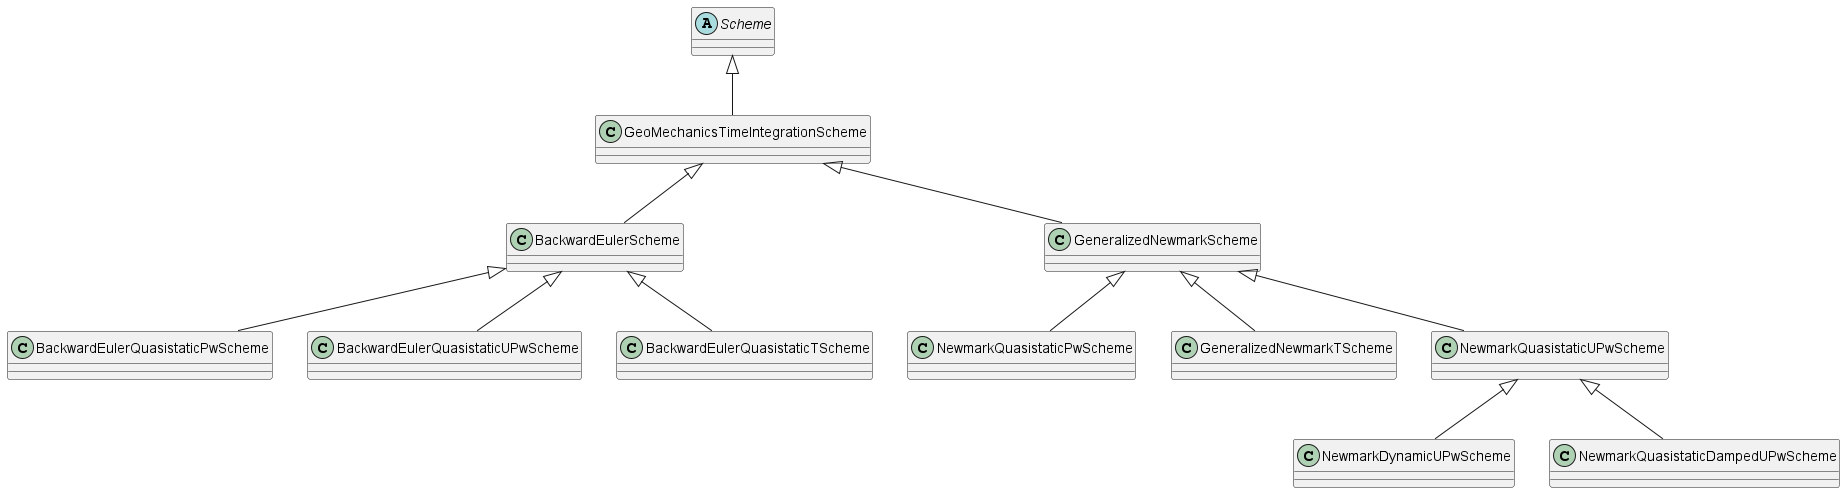 A Scheme
C GeoMechanicsTimeIntegrationScheme
C BackwardEulerScheme
C GeneralizedNewmarkScheme
C BackwardEulerQuasistaticPwScheme
C BackwardEulerQuasistaticUPwScheme
C BackwardEulerQuasistaticTScheme
C NewmarkQuasistaticPwScheme
C GeneralizedNewmarkTScheme
C NewmarkQuasistaticUPwScheme
C NewmarkDynamicUPwScheme
C NewmarkQuasistaticDampedUPwScheme